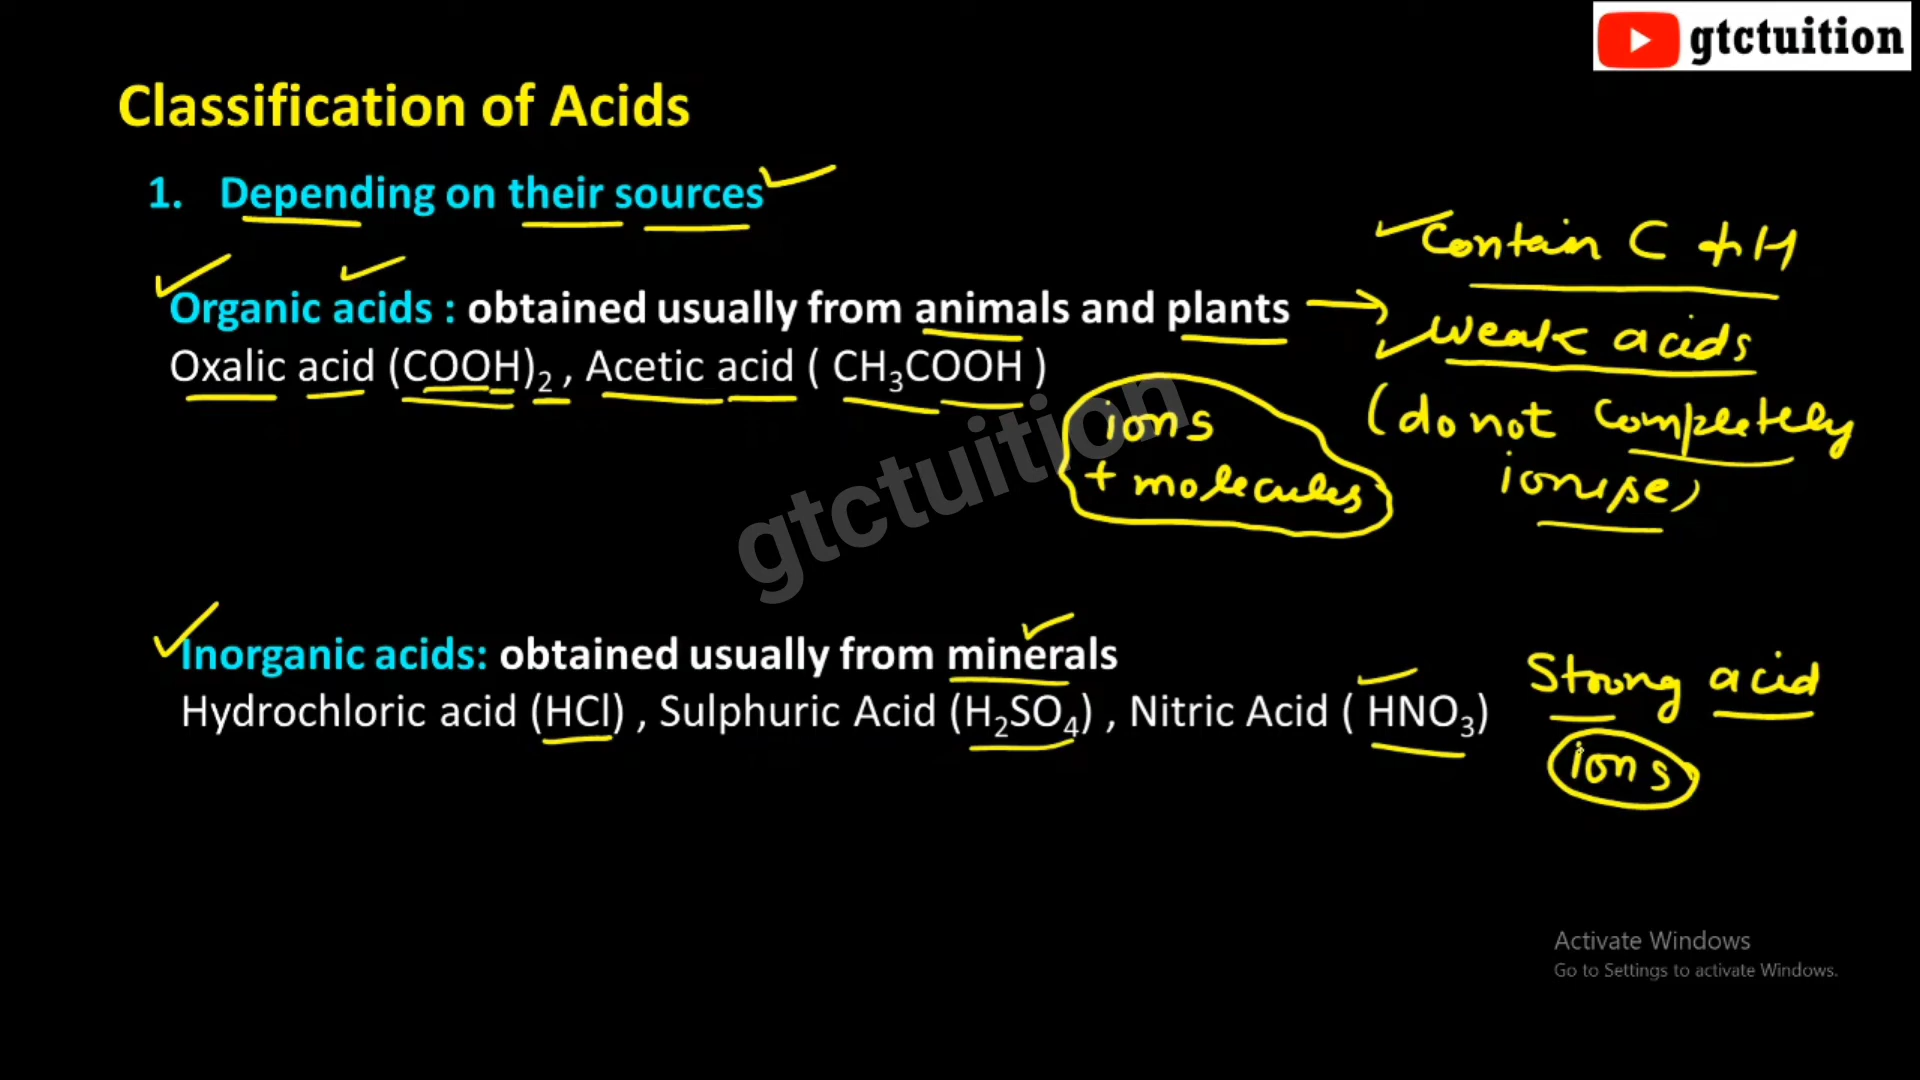 gtctuition
Classification of Acids
1. Depending on their sources
Contain C & H
Organic acids : obtained usually from animals and plants
weak acids
Oxalic acid (COOH)₂ , Acetic acid ( CH₃COOH )
(do not completely
ionise)
ions
+ molecules
gtctuition
Inorganic acids: obtained usually from minerals
Hydrochloric acid (HCl) , Sulphuric Acid (H₂SO₄) , Nitric Acid ( HNO₃)
Strong acid
ions
Activate Windows
Go to Settings to activate Windows.